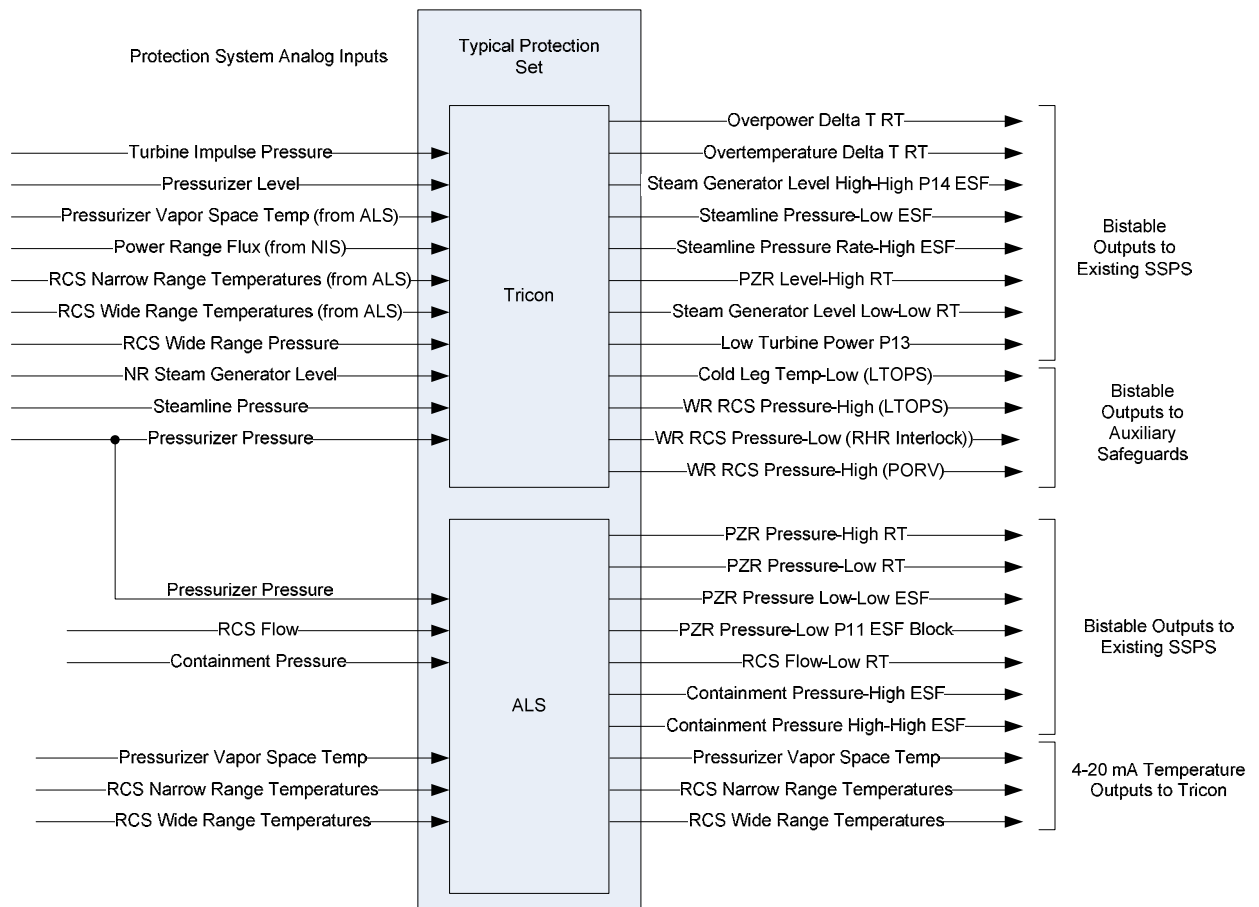 Protection System Analog Inputs
Typical Protection
Set
Turbine Impulse Pressure
Pressurizer Level
Pressurizer Vapor Space Temp (from ALS)
Power Range Flux (from NIS)
RCS Narrow Range Temperatures (from ALS)
RCS Wide Range Temperatures (from ALS)
RCS Wide Range Pressure
NR Steam Generator Level
Steamline Pressure
Pressurizer Pressure
Tricon
Overpower Delta T RT
Overtemperature Delta T RT
Steam Generator Level High-High P14 ESF
Steamline Pressure-Low ESF
Steamline Pressure Rate-High ESF
PZR Level-High RT
Steam Generator Level Low-Low RT
Low Turbine Power P13
Cold Leg Temp-Low (LTOPS)
WR RCS Pressure-High (LTOPS)
WR RCS Pressure-Low (RHR Interlock))
WR RCS Pressure-High (PORV)
Bistable
Outputs to
Existing SSPS
Bistable
Outputs to
Auxiliary
Safeguards
Pressurizer Pressure
RCS Flow
Containment Pressure
Pressurizer Vapor Space Temp
RCS Narrow Range Temperatures
RCS Wide Range Temperatures
ALS
PZR Pressure-High RT
PZR Pressure-Low RT
PZR Pressure Low-Low ESF
PZR Pressure-Low P11 ESF Block
RCS Flow-Low RT
Containment Pressure-High ESF
Containment Pressure High-High ESF
Pressurizer Vapor Space Temp
RCS Narrow Range Temperatures
RCS Wide Range Temperatures
Bistable Outputs to
Existing SSPS
4-20 mA Temperature
Outputs to Tricon